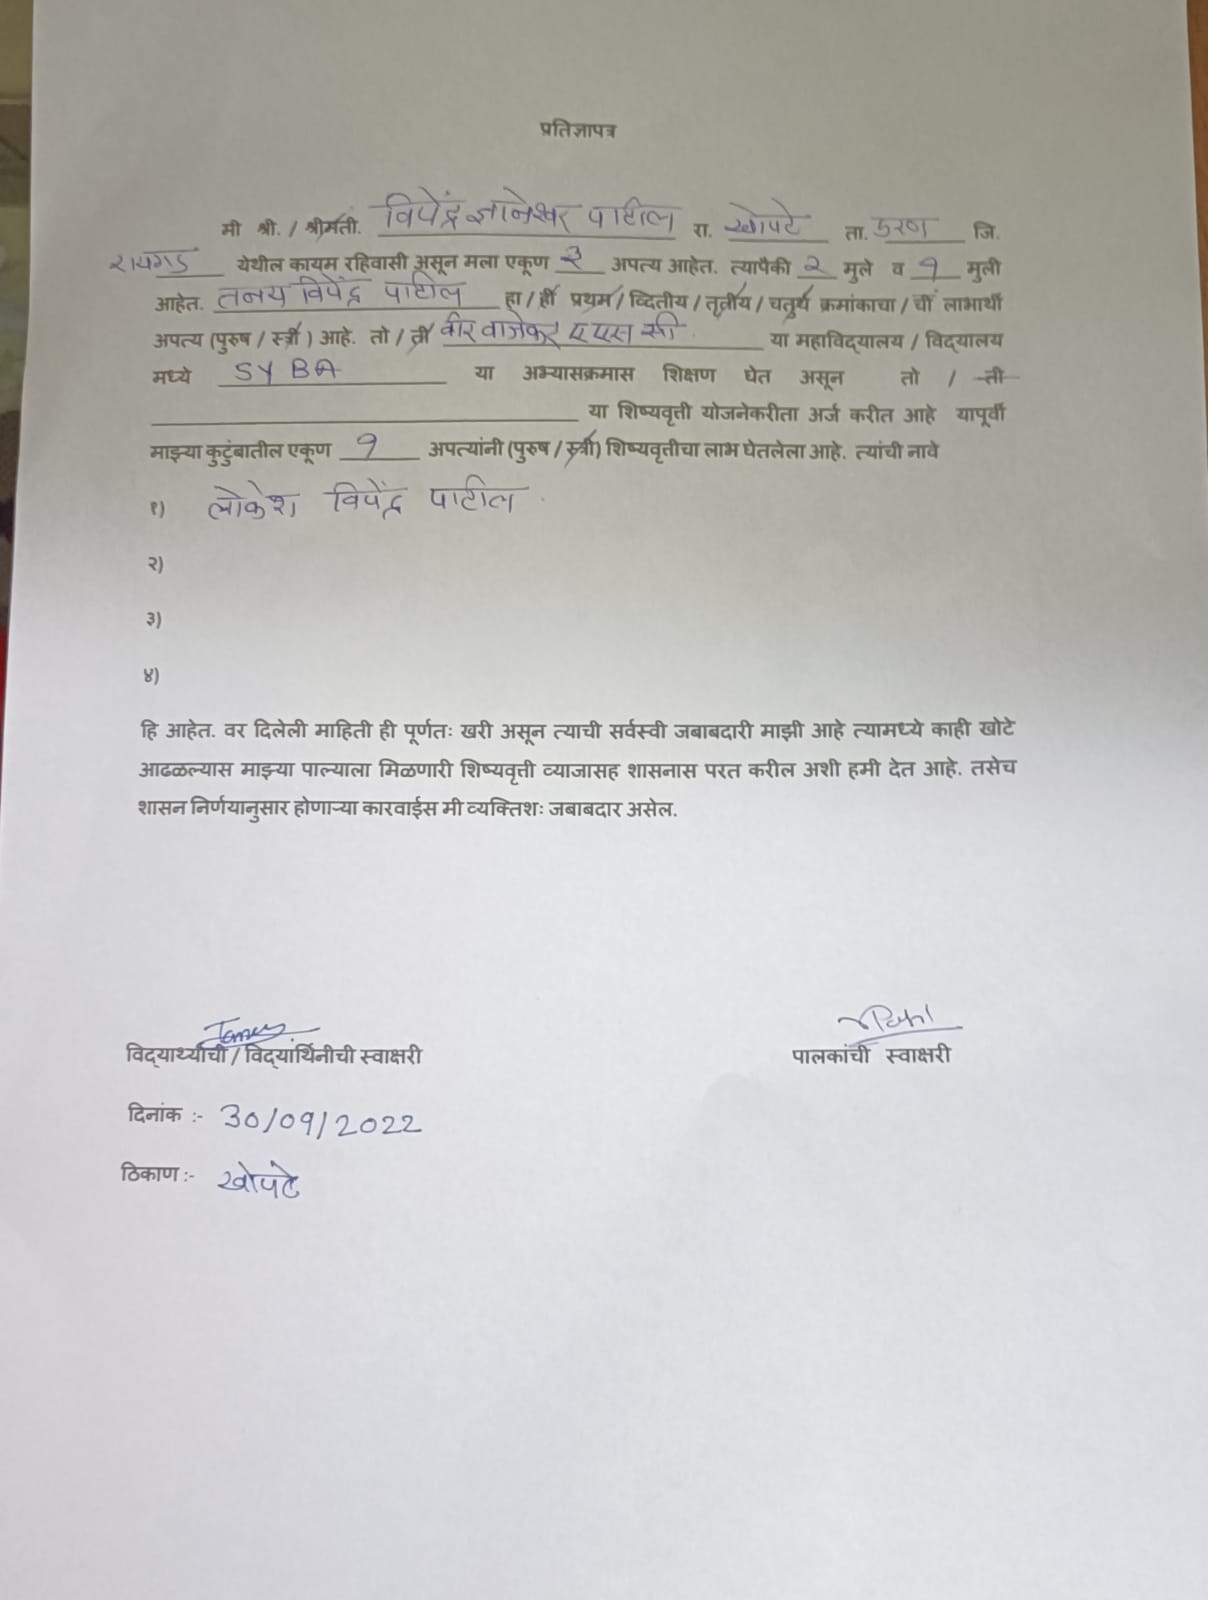 प्रतिज्ञापत्र
मी श्री. / श्रीमती. विपेंद्र ज्ञानेश्वर पाटील रा. खोपटे ता. उरण जि.
रायगड येथील कायम रहिवासी असून मला एकूण ३ अपत्य आहेत. त्यापैकी २ मुले व १ मुली
आहेत. तनय विपेंद्र पाटील हा / ही प्रथम / व्दितीय / तृतीय / चतुर्थ क्रमांकाचा / ची लाभार्थी
अपत्य (पुरुष / स्त्री ) आहे. तो / ती वीर वाजेकर ए एस सी. या महाविद्यालय / विद्यालय
मध्ये SY BA या अभ्यासक्रमास शिक्षण घेत असून तो / ती
या शिष्यवृत्ती योजनेकरीता अर्ज करीत आहे यापूर्वी
माझ्या कुटुंबातील एकूण १ अपत्यांनी (पुरुष / स्त्री) शिष्यवृत्तीचा लाभ घेतलेला आहे. त्यांची नावे
१) लोकेश विपेंद्र पाटील .
२)
३)
४)
हि आहेत. वर दिलेली माहिती ही पूर्णतः खरी असून त्याची सर्वस्वी जबाबदारी माझी आहे त्यामध्ये काही खोटे
आढळल्यास माझ्या पाल्याला मिळणारी शिष्यवृत्ती व्याजासह शासनास परत करील अशी हमी देत आहे. तसेच
शासन निर्णयानुसार होणाऱ्या कारवाईस मी व्यक्तिशः जबाबदार असेल.
विद्यार्थ्याची / विद्यार्थिनीची स्वाक्षरी पालकांची स्वाक्षरी
दिनांक :- 30/09/2022
ठिकाण :- खोपटे